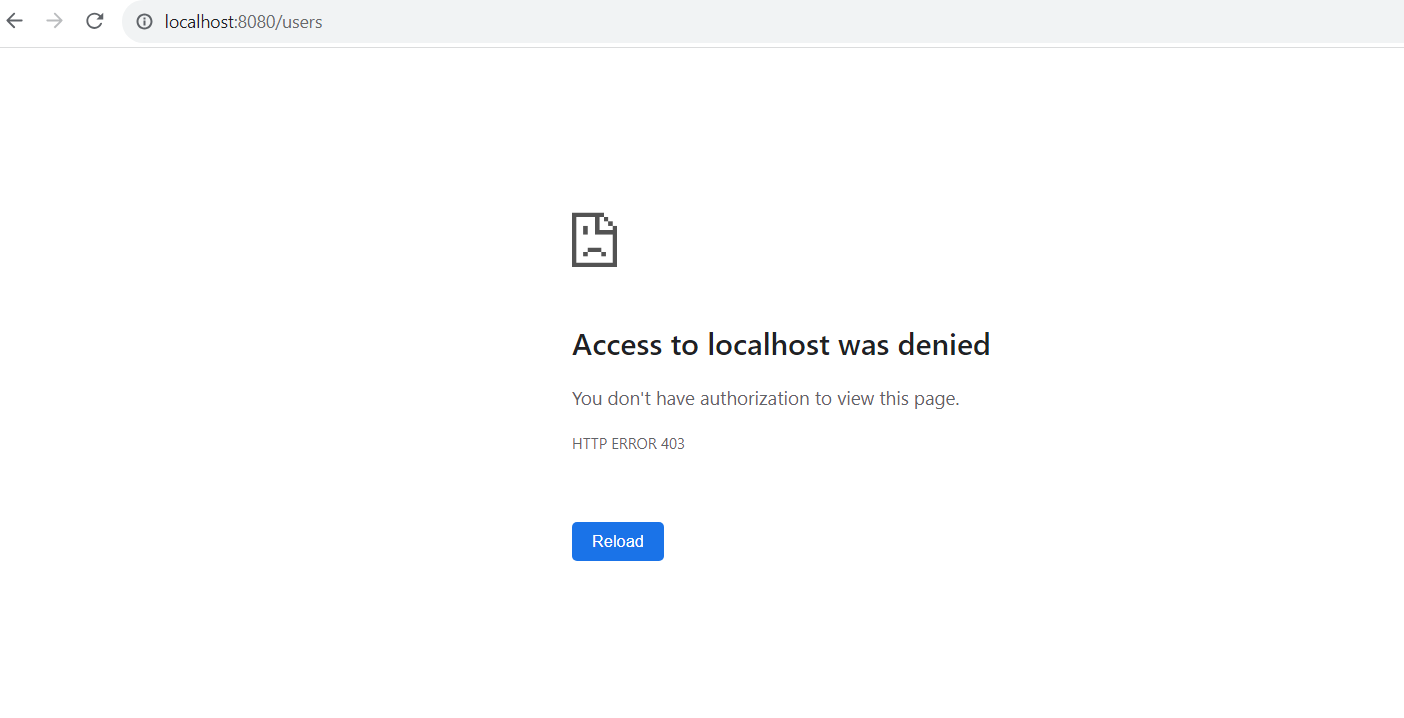 localhost:8080/users
Access to localhost was denied
You don't have authorization to view this page.
HTTP ERROR 403
Reload